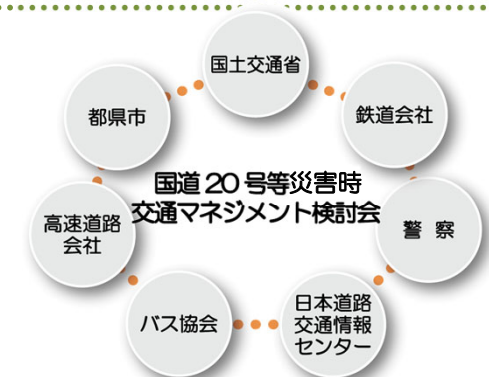 国土交通省
都県市
鉄道会社
国道20号等災害時
交通マネジメント検討会
高速道路
会社
警 察
バス協会
日本道路
交通情報
センター